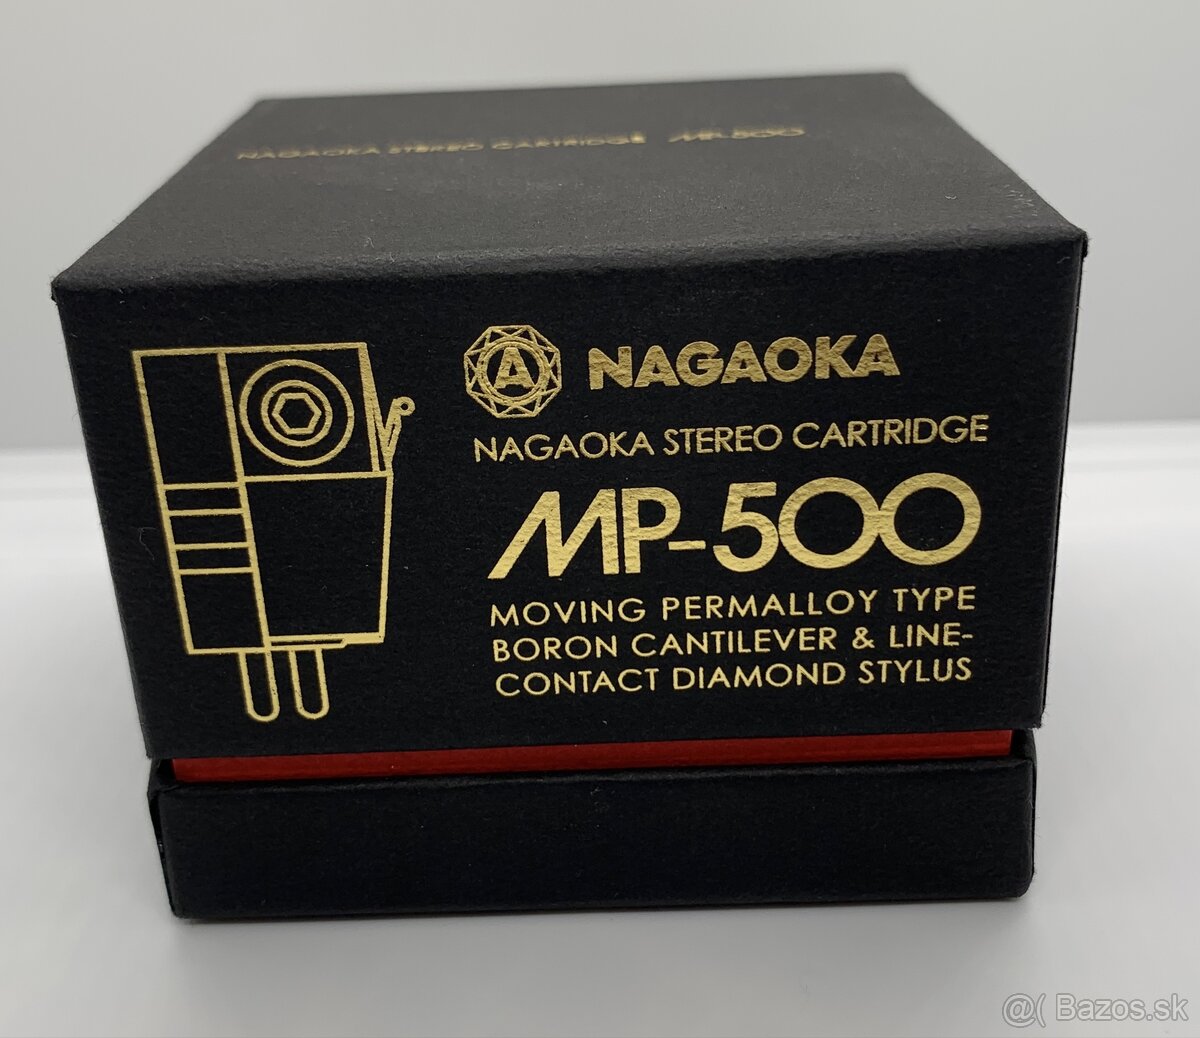 NAGAOKA STEREO CARTRIDGE MP-500
A NAGAOKA
NAGAOKA STEREO CARTRIDGE
MP-500
MOVING PERMALLOY TYPE
BORON CANTILEVER & LINE-
CONTACT DIAMOND STYLUS
@( Bazos.sk